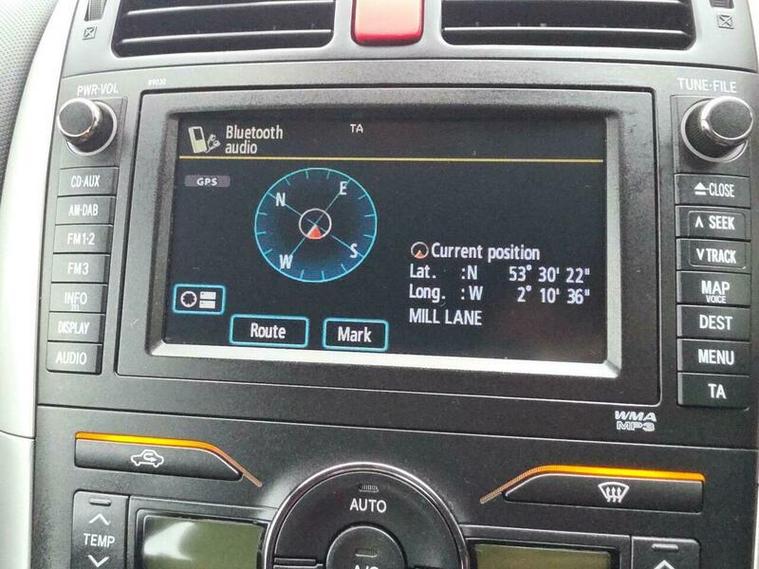 PWR·VOL
89020
TUNE·FILE
Bluetooth
audio
TA
CD·AUX
AM·DAB
FM1·2
FM3
INFO
TEL
DISPLAY
AUDIO
GPS
N
E
W
S
Current position
Lat. :N 53° 30' 22"
Long. :W 2° 10' 36"
MILL LANE
Route
Mark
CLOSE
SEEK
TRACK
MAP
VOICE
DEST
MENU
TA
WMA
MP3
AUTO
TEMP
A/C